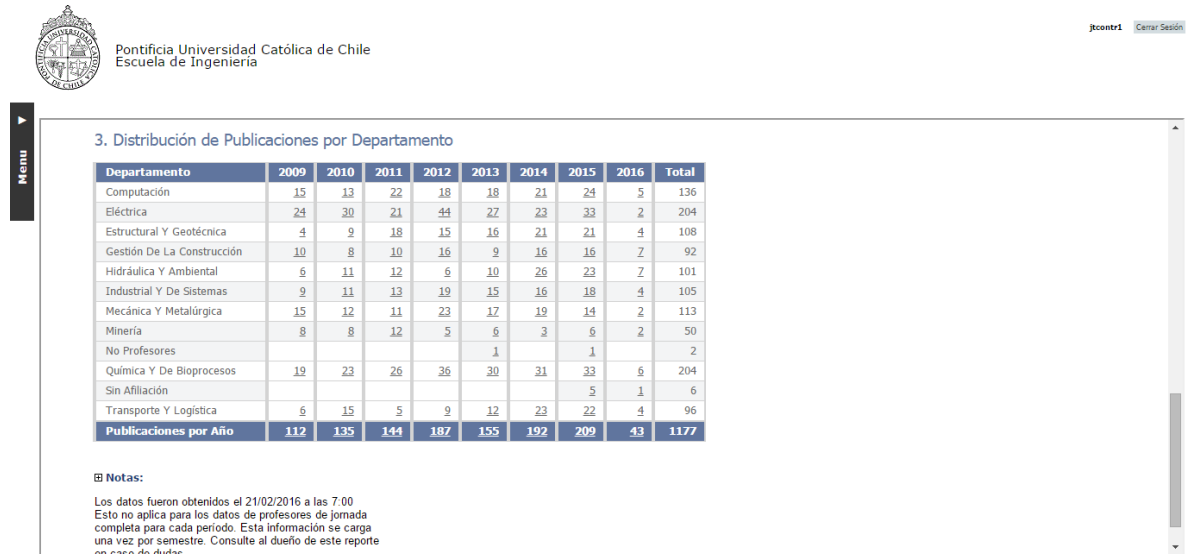 jtcontr1 Cerrar Sesión
Pontificia Universidad Católica de Chile
Escuela de Ingeniería
Menu
3. Distribución de Publicaciones por Departamento
Departamento 2009 2010 2011 2012 2013 2014 2015 2016 Total
Computación 15 13 22 18 18 21 24 5 136
Eléctrica 24 30 21 44 27 23 33 2 204
Estructural Y Geotécnica 4 9 18 15 16 21 21 4 108
Gestión De La Construcción 10 8 10 16 9 16 16 7 92
Hidráulica Y Ambiental 6 11 12 6 10 26 23 7 101
Industrial Y De Sistemas 9 11 13 19 15 16 18 4 105
Mecánica Y Metalúrgica 15 12 11 23 17 19 14 2 113
Minería 8 8 12 5 6 3 6 2 50
No Profesores 1 1 2
Química Y De Bioprocesos 19 23 26 36 30 31 33 6 204
Sin Afiliación 5 1 6
Transporte Y Logística 6 15 5 9 12 23 22 4 96
Publicaciones por Año 112 135 144 187 155 192 209 43 1177
Notas:
Los datos fueron obtenidos el 21/02/2016 a las 7:00
Esto no aplica para los datos de profesores de jornada
completa para cada período. Esta información se carga
una vez por semestre. Consulte al dueño de este reporte
en caso de dudas